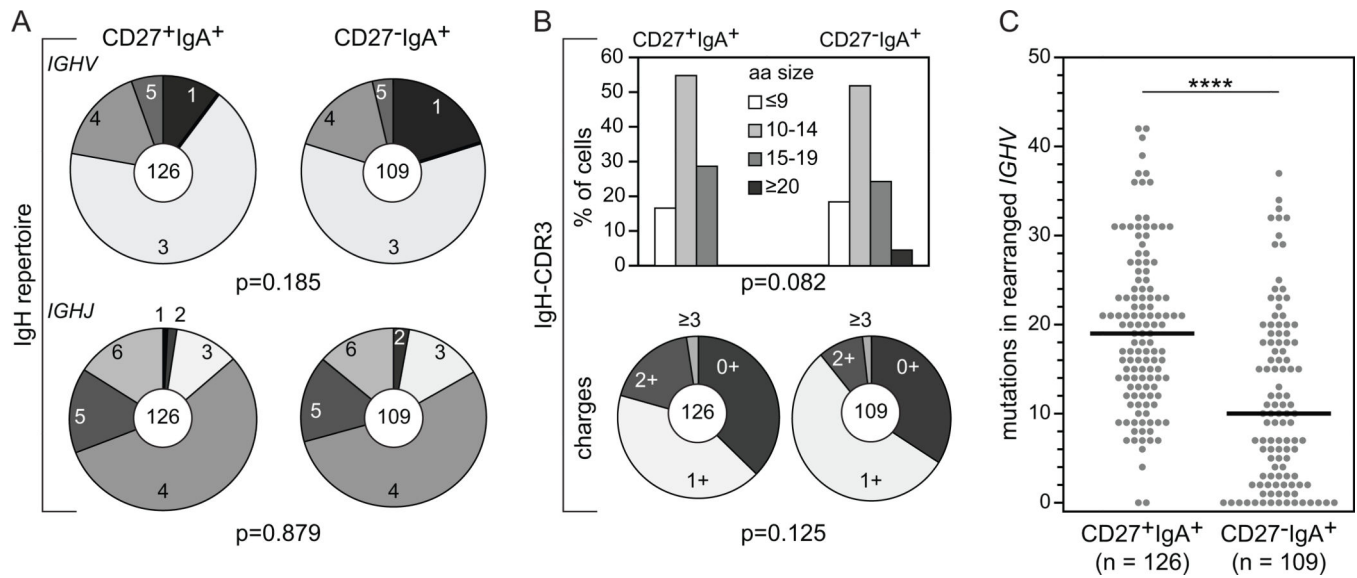 A
CD27⁺IgA⁺
CD27⁻IgA⁺
IgH repertoire
IGHV
1
3
4
5
126
1
3
4
5
109
p=0.185
IGHJ
1
2
3
4
5
6
126
2
3
4
5
6
109
p=0.879
B
CD27⁺IgA⁺
CD27⁻IgA⁺
IgH-CDR3
% of cells
60
50
40
30
20
10
0
aa size
≤9
10-14
15-19
≥20
p=0.082
charges
≥3
0+
1+
2+
126
≥3
0+
1+
2+
109
p=0.125
C
mutations in rearranged IGHV
50
40
30
20
10
0
****
CD27⁺IgA⁺
(n = 126)
CD27⁻IgA⁺
(n = 109)